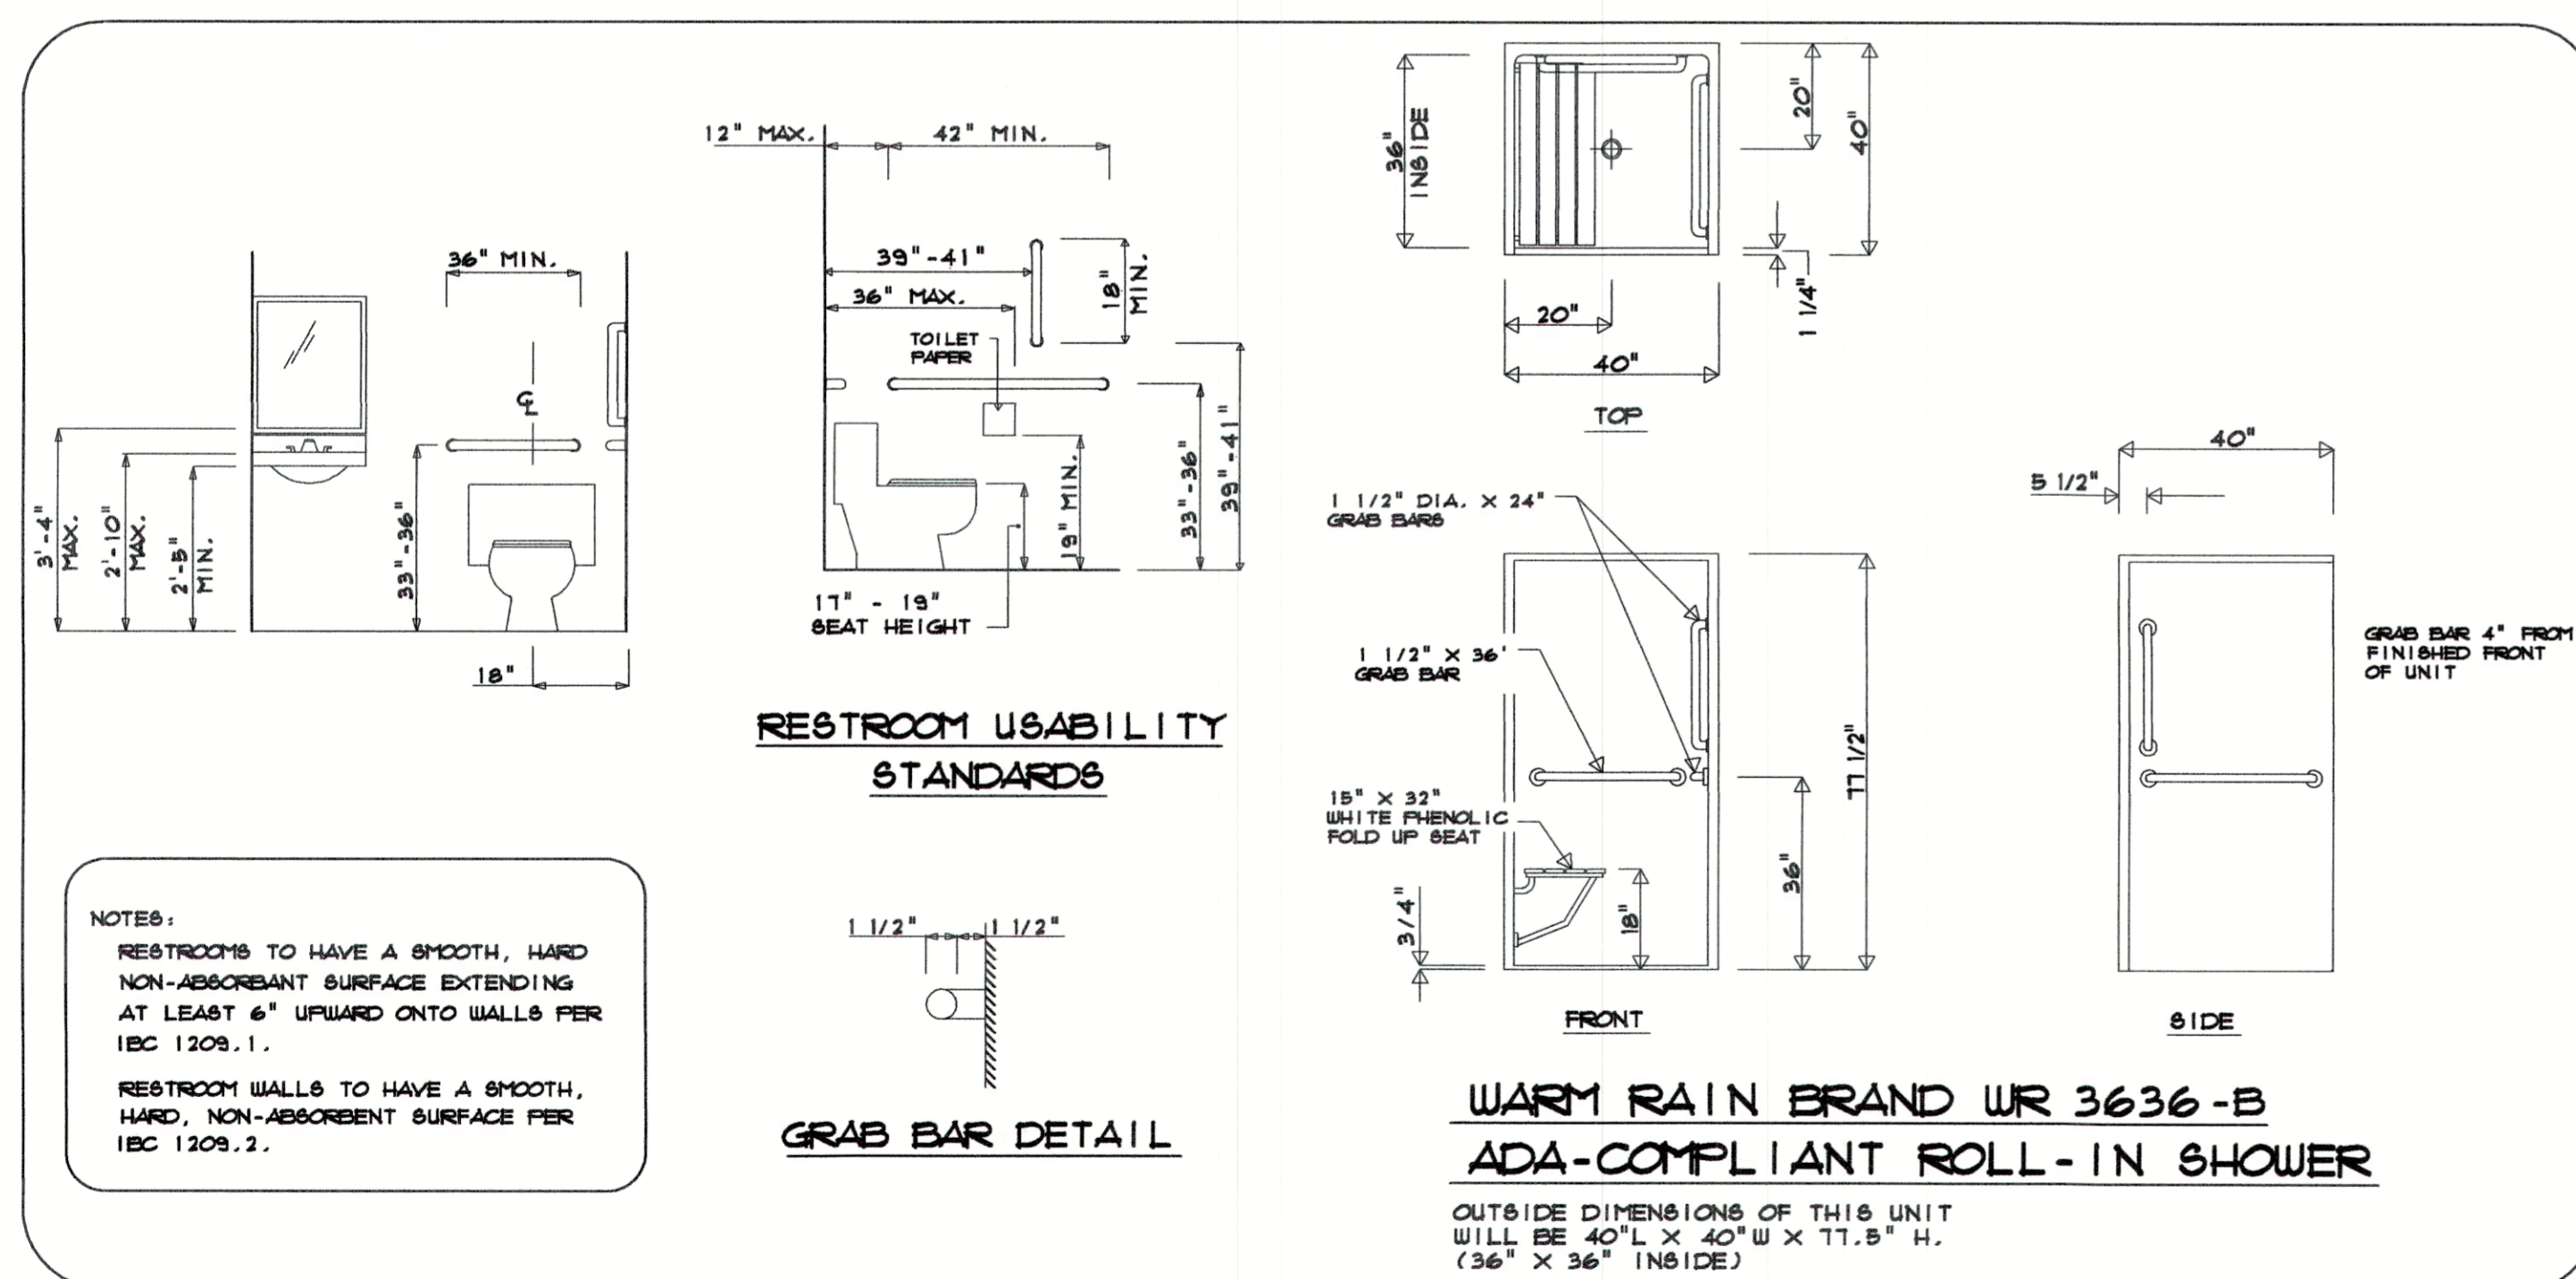 36" MIN.
℄
3'-4"
MAX.
2'-10"
MAX.
2'-5"
MIN.
33"-36"
18"
12" MAX.
42" MIN.
39"-41"
36" MAX.
18"
MIN.
TOILET
PAPER
19" MIN.
33"-36"
39"-41"
17" - 19"
SEAT HEIGHT
RESTROOM USABILITY
STANDARDS
NOTES:
RESTROOMS TO HAVE A SMOOTH, HARD
NON-ABSORBANT SURFACE EXTENDING
AT LEAST 6" UPWARD ONTO WALLS PER
IBC 1209.1.
RESTROOM WALLS TO HAVE A SMOOTH,
HARD, NON-ABSORBENT SURFACE PER
IBC 1209.2.
1 1/2"
1 1/2"
GRAB BAR DETAIL
36"
INSIDE
20"
40"
1 1/4"
20"
40"
TOP
1 1/2" DIA. X 24"
GRAB BARS
1 1/2" X 36'
GRAB BAR
15" X 32"
WHITE PHENOLIC
FOLD UP SEAT
3/4"
18"
36"
77 1/2"
FRONT
40"
5 1/2"
GRAB BAR 4" FROM
FINISHED FRONT
OF UNIT
SIDE
WARM RAIN BRAND WR 3636-B
ADA-COMPLIANT ROLL-IN SHOWER
OUTSIDE DIMENSIONS OF THIS UNIT
WILL BE 40"L X 40"W X 77.5" H.
(36" X 36" INSIDE)